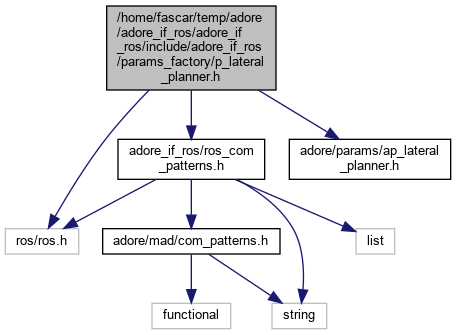 /home/fascar/temp/adore
/adore_if_ros/adore_if
_ros/include/adore_if_ros
/params_factory/p_lateral
_planner.h
adore_if_ros/ros_com
_patterns.h
adore/params/ap_lateral
_planner.h
ros/ros.h
adore/mad/com_patterns.h
list
functional
string